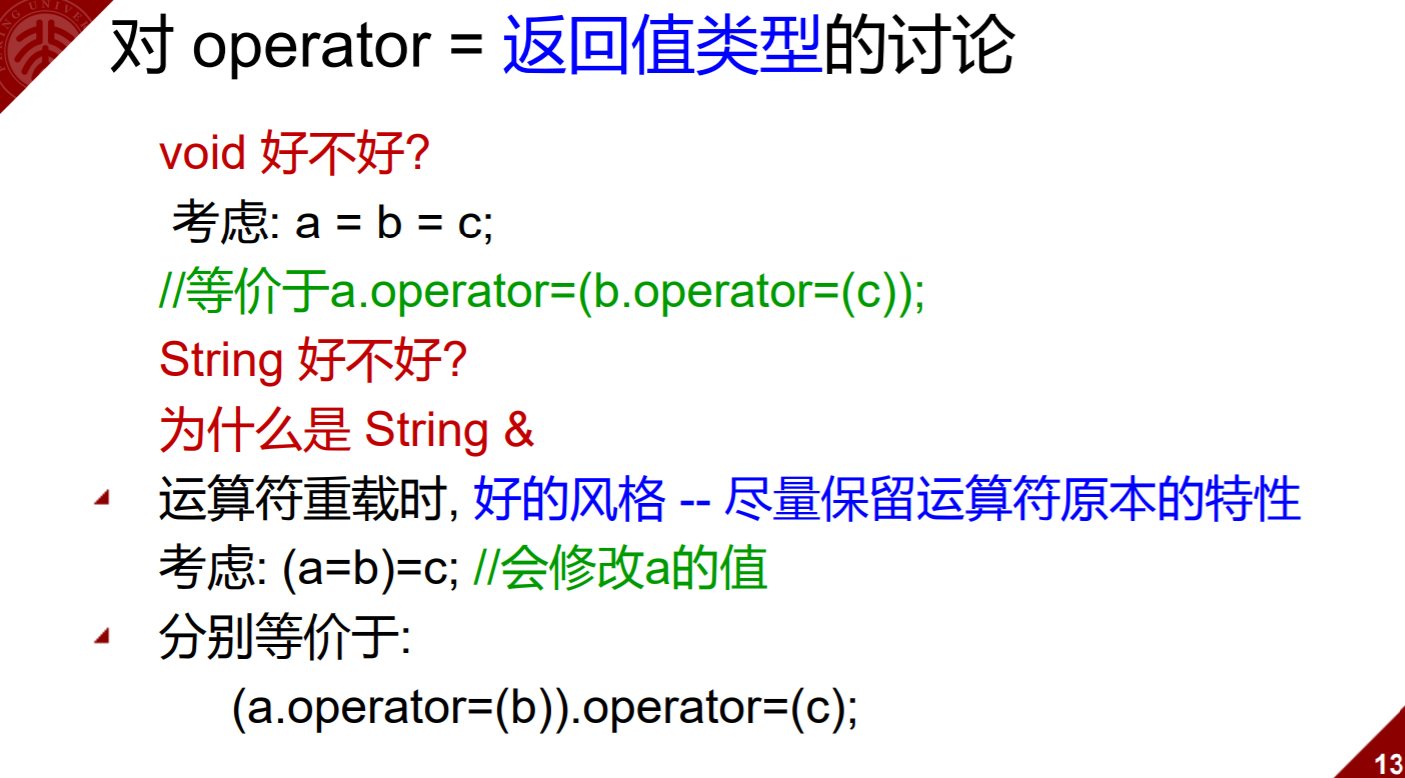 对 operator = 返回值类型的讨论
void 好不好?
考虑: a = b = c;
//等价于a.operator=(b.operator=(c));
String 好不好?
为什么是 String &
运算符重载时, 好的风格 -- 尽量保留运算符原本的特性
考虑: (a=b)=c; //会修改a的值
分别等价于:
(a.operator=(b)).operator=(c);
13